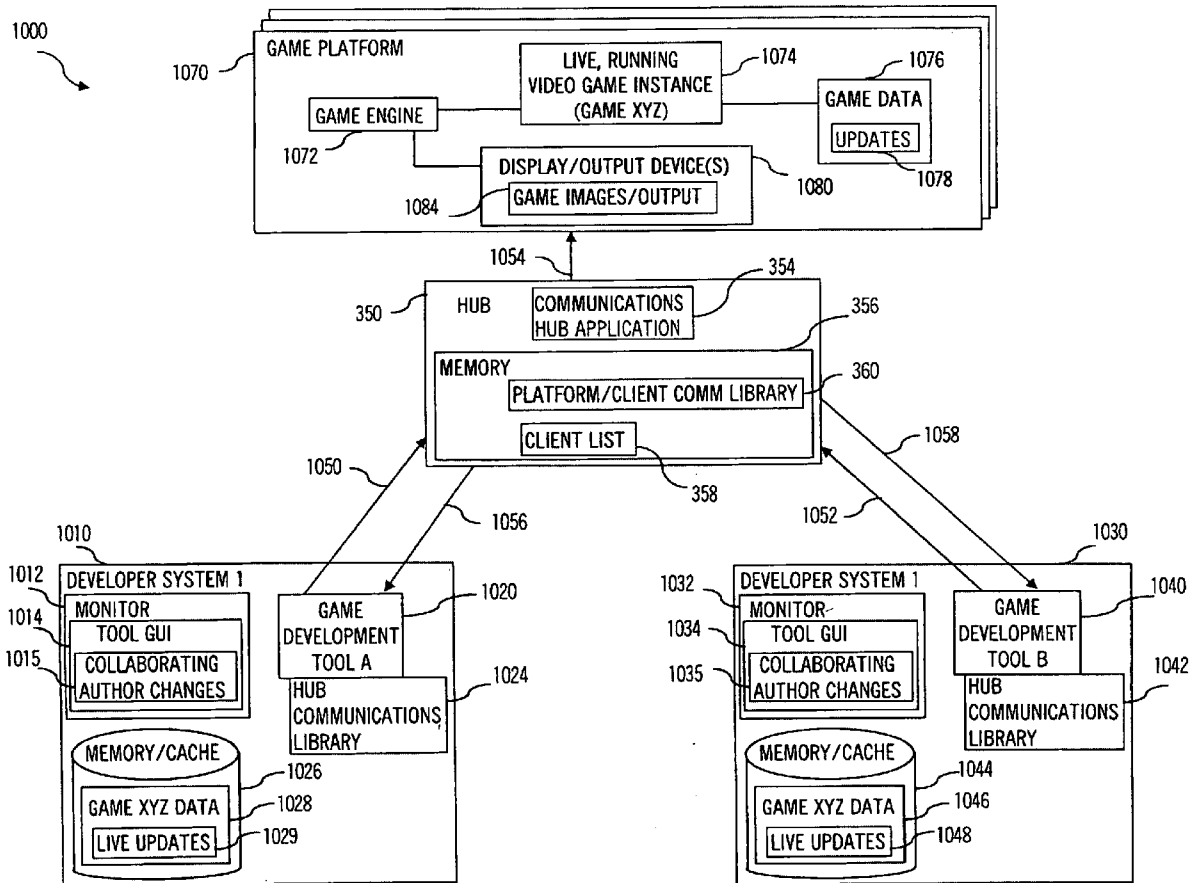 1000
GAME PLATFORM
1070
LIVE, RUNNING
VIDEO GAME INSTANCE
(GAME XYZ)
1074
1076
GAME DATA
UPDATES
1078
GAME ENGINE
1072
DISPLAY/OUTPUT DEVICE(S)
1080
1084
GAME IMAGES/OUTPUT
1054
350
HUB
COMMUNICATIONS
HUB APPLICATION
354
356
MEMORY
PLATFORM/CLIENT COMM LIBRARY
360
CLIENT LIST
358
1050
1056
1058
1052
1010
DEVELOPER SYSTEM 1
1012
MONITOR
1014
TOOL GUI
1015
COLLABORATING
AUTHOR CHANGES
GAME
DEVELOPMENT
TOOL A
1020
HUB
COMMUNICATIONS
LIBRARY
1024
MEMORY/CACHE
1026
GAME XYZ DATA
1028
LIVE UPDATES
1029
1030
DEVELOPER SYSTEM 1
1032
MONITOR
1034
TOOL GUI
1035
COLLABORATING
AUTHOR CHANGES
GAME
DEVELOPMENT
TOOL B
1040
HUB
COMMUNICATIONS
LIBRARY
1042
MEMORY/CACHE
1044
GAME XYZ DATA
1046
LIVE UPDATES
1048